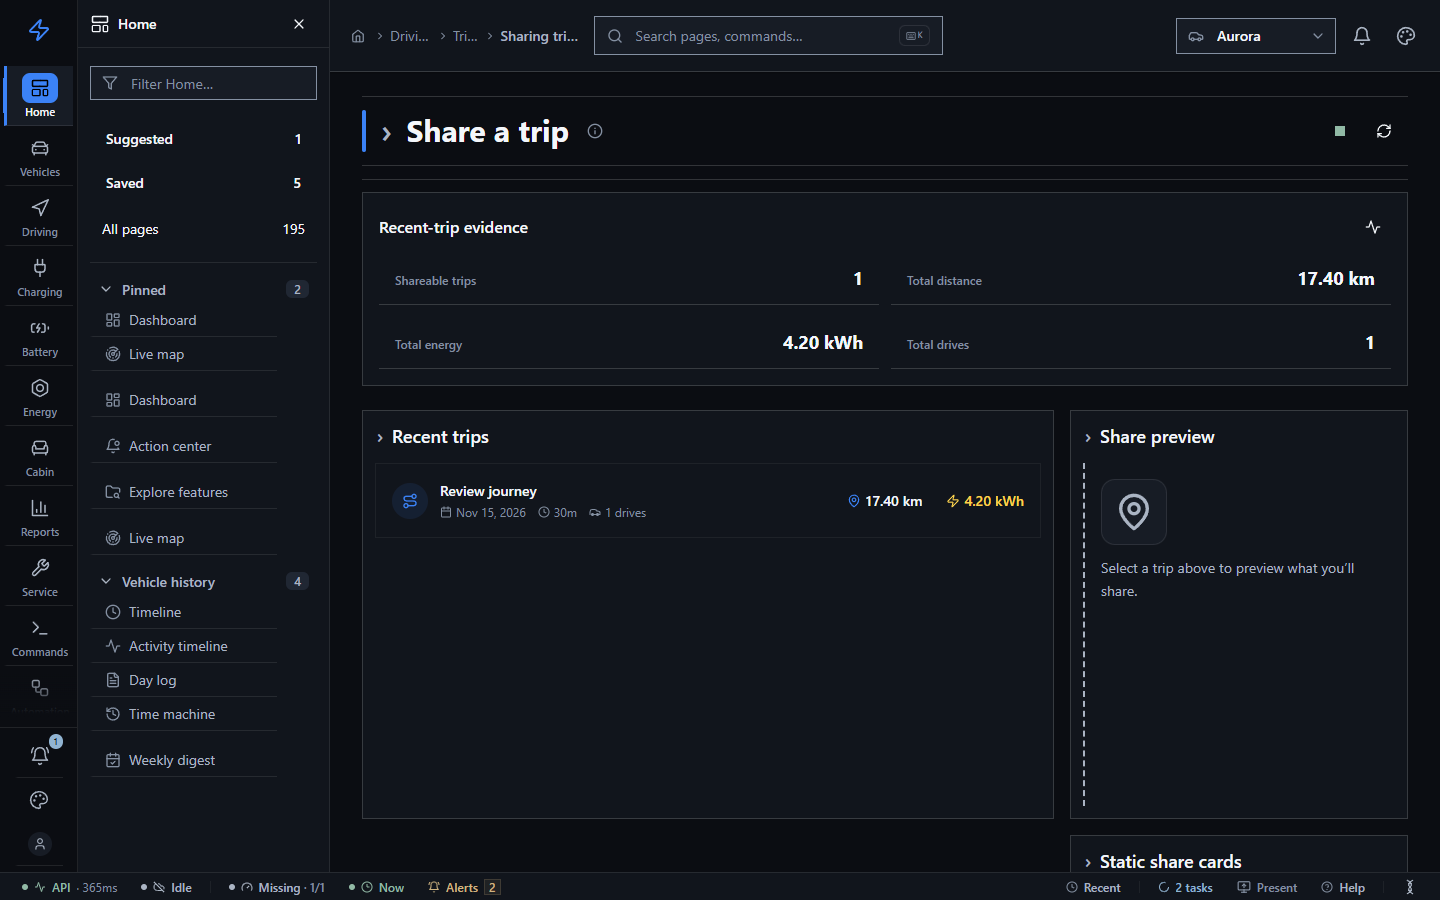 Home
Drivi...
Tri...
Sharing tri...
Search pages, commands...
K
Aurora
Home
Vehicles
Driving
Charging
Battery
Energy
Cabin
Reports
Service
Commands
1
Filter Home...
Suggested 1
Saved 5
All pages 195
Pinned 2
Dashboard
Live map
Dashboard
Action center
Explore features
Live map
Vehicle history 4
Timeline
Activity timeline
Day log
Time machine
Weekly digest
Share a trip
Recent-trip evidence
Shareable trips 1
Total distance 17.40 km
Total energy 4.20 kWh
Total drives 1
Recent trips
Review journey
Nov 15, 2026 30m 1 drives
17.40 km 4.20 kWh
Share preview
Select a trip above to preview what you'll
share.
Static share cards
API · 365ms
Idle
Missing · 1/1
Now
Alerts 2
Recent
2 tasks
Present
Help